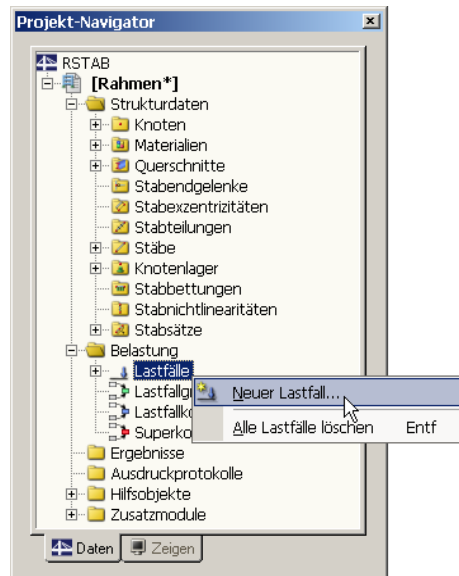 Projekt-Navigator
RSTAB
[Rahmen*]
Strukturdaten
Knoten
Materialien
Querschnitte
Stabendgelenke
Stabexzentrizitäten
Stabteilungen
Stäbe
Knotenlager
Stabbettungen
Stabnichtlinearitäten
Stabsätze
Belastung
Lastfälle
Neuer Lastfall...
Alle Lastfälle löschen Entf
Ergebnisse
Ausdruckprotokolle
Hilfsobjekte
Zusatzmodule
Daten Zeigen